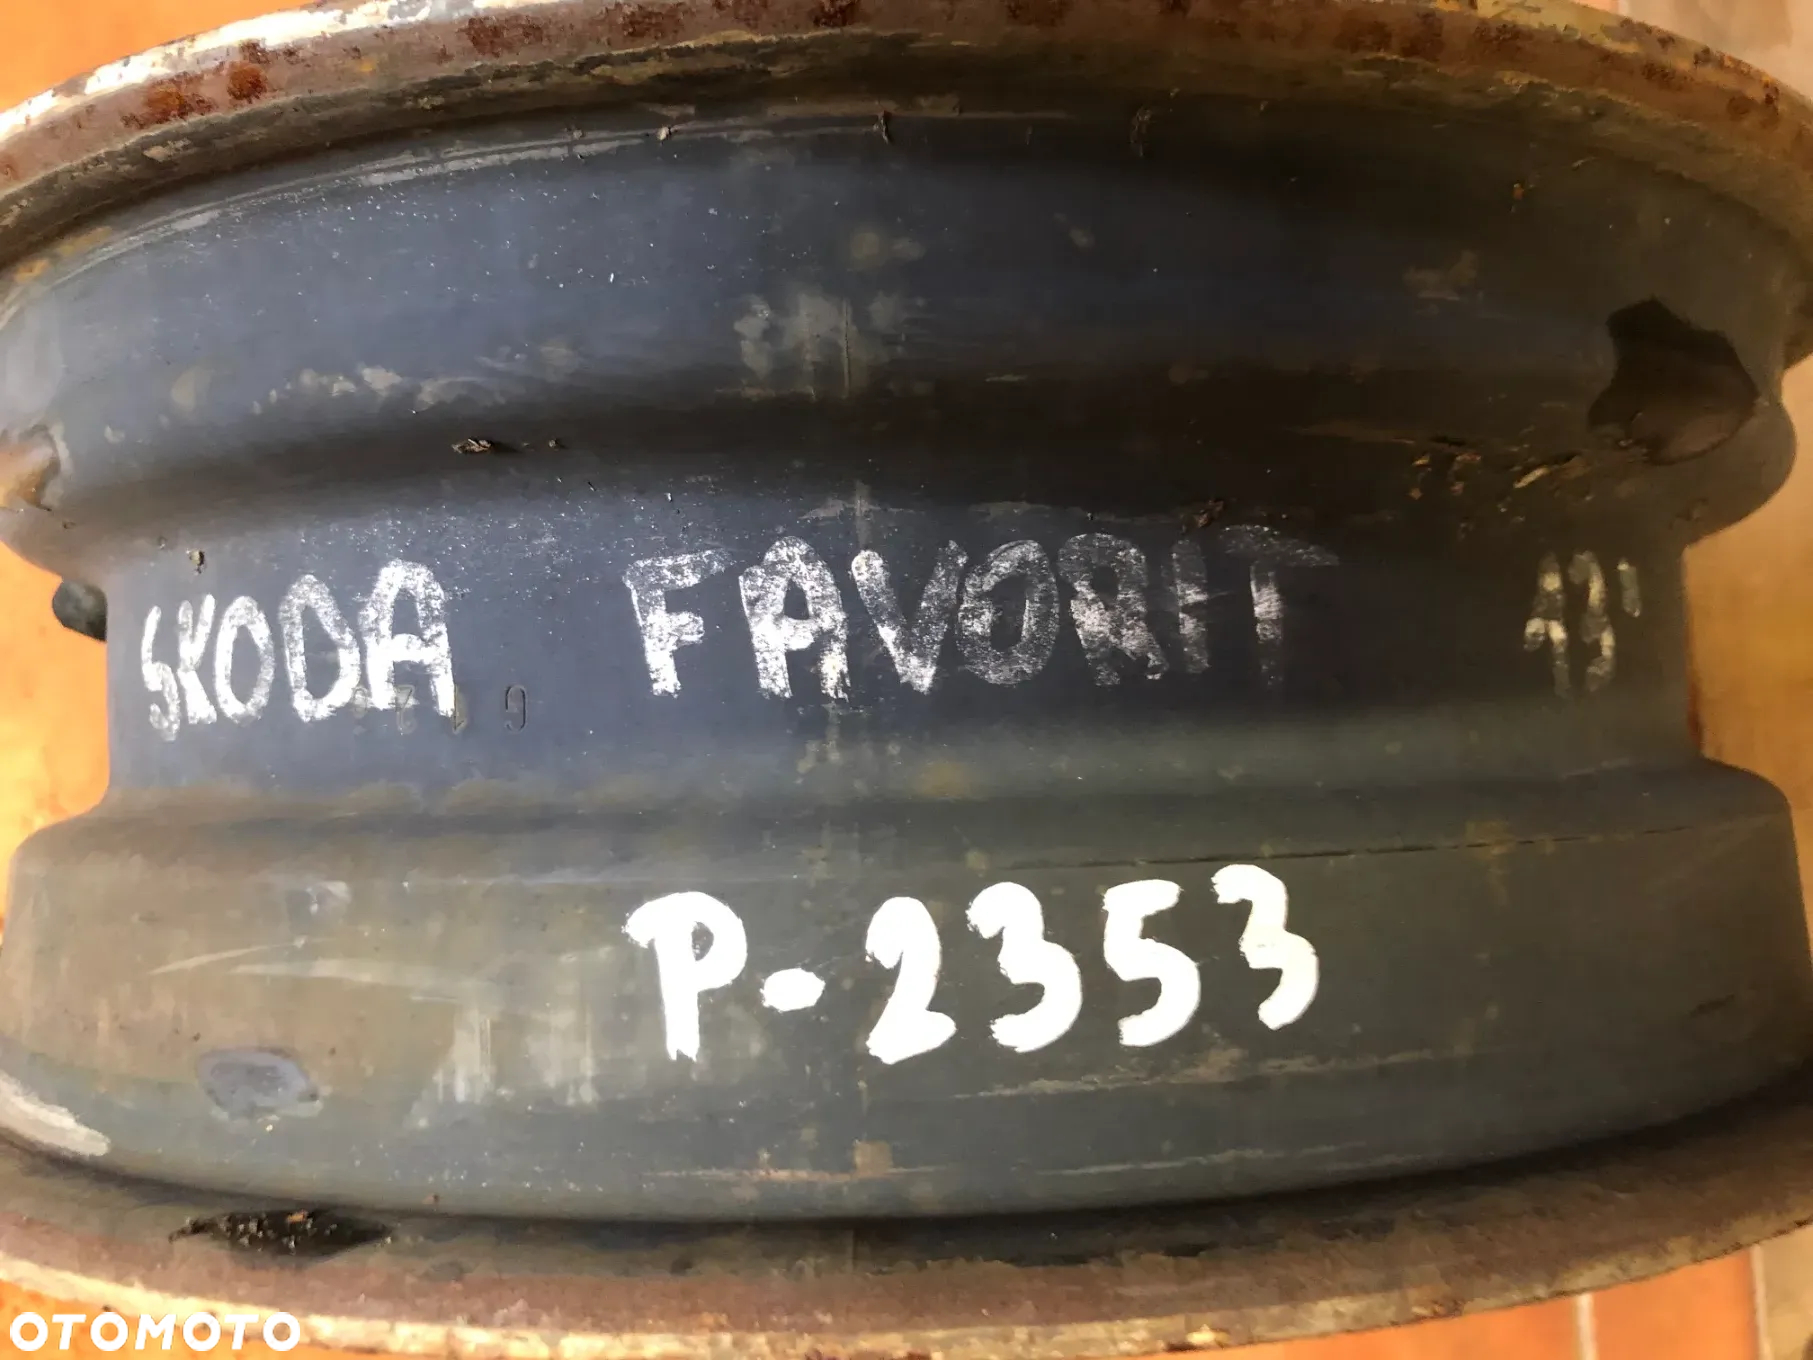 SKODA FAVORIT 13"
P-2353
OTOMOTO